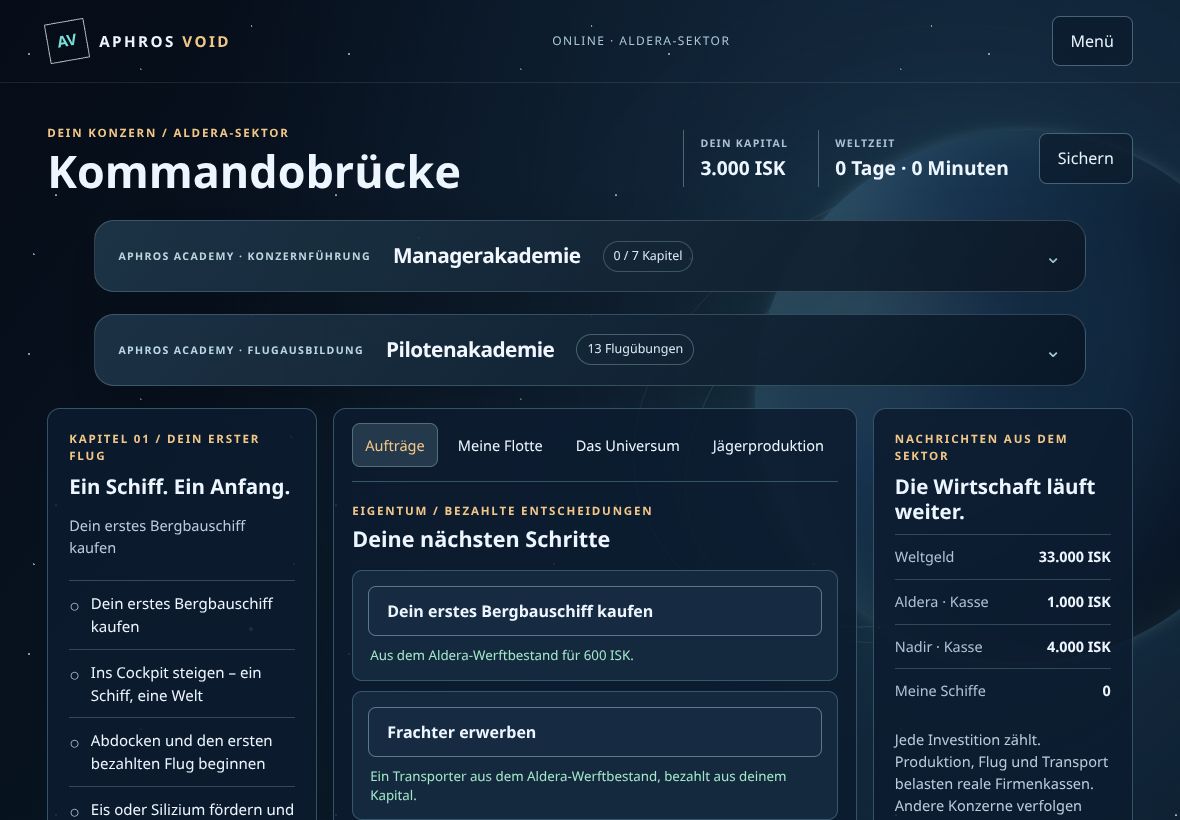 AV
APHROS VOID
ONLINE · ALDERA-SEKTOR
Menü
DEIN KONZERN / ALDERA-SEKTOR
Kommandobrücke
DEIN KAPITAL
3.000 ISK
WELTZEIT
0 Tage · 0 Minuten
Sichern
APHROS ACADEMY · KONZERNFÜHRUNG
Managerakademie
0 / 7 Kapitel
APHROS ACADEMY · FLUGAUSBILDUNG
Pilotenakademie
13 Flugübungen
KAPITEL 01 / DEIN ERSTER
FLUG
Ein Schiff. Ein Anfang.
Dein erstes Bergbauschiff
kaufen
Dein erstes Bergbauschiff
kaufen
Ins Cockpit steigen – ein
Schiff, eine Welt
Abdocken und den ersten
bezahlten Flug beginnen
Eis oder Silizium fördern und
Aufträge
Meine Flotte
Das Universum
Jägerproduktion
EIGENTUM / BEZAHLTE ENTSCHEIDUNGEN
Deine nächsten Schritte
Dein erstes Bergbauschiff kaufen
Aus dem Aldera-Werftbestand für 600 ISK.
Frachter erwerben
Ein Transporter aus dem Aldera-Werftbestand, bezahlt aus deinem
Kapital.
NACHRICHTEN AUS DEM
SEKTOR
Die Wirtschaft läuft
weiter.
Weltgeld 33.000 ISK
Aldera · Kasse 1.000 ISK
Nadir · Kasse 4.000 ISK
Meine Schiffe 0
Jede Investition zählt.
Produktion, Flug und Transport
belasten reale Firmenkassen.
Andere Konzerne verfolgen